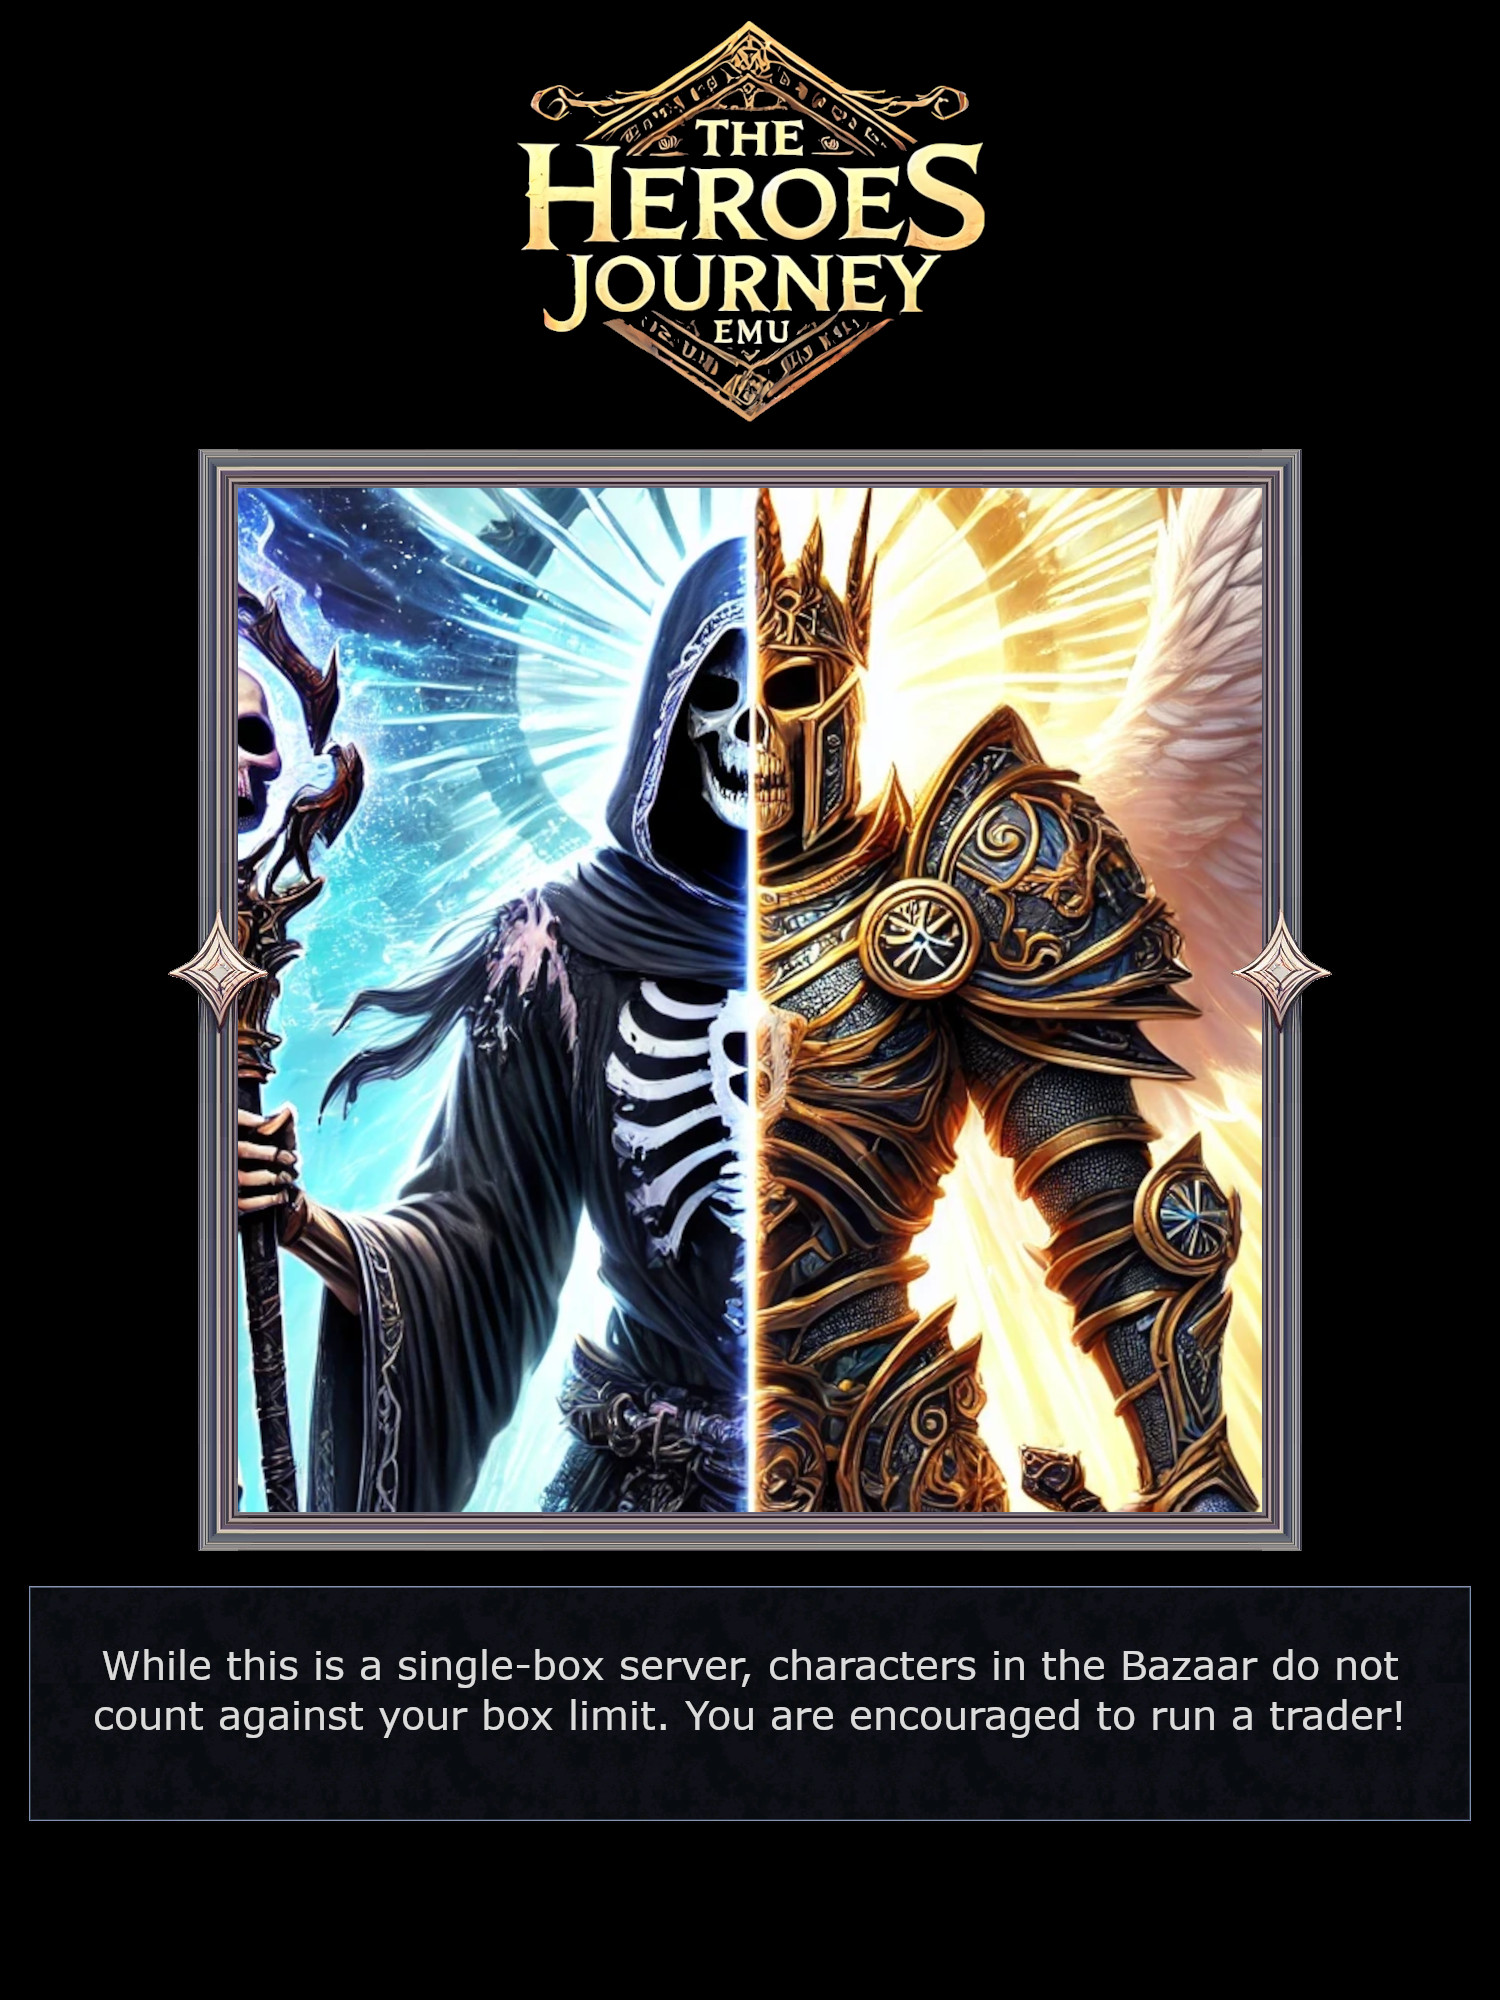 THE
HEROES
JOURNEY
EMU
While this is a single-box server, characters in the Bazaar do not
count against your box limit. You are encouraged to run a trader!